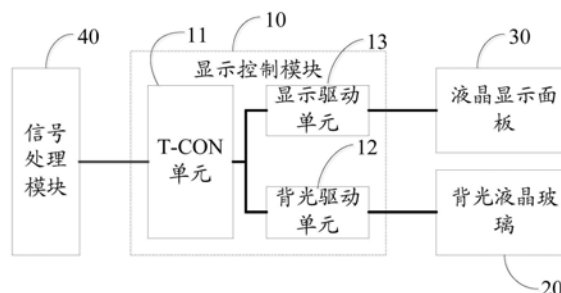 40
11
10
13
30
显示控制模块
信号
处理
模块
T-CON
单元
显示驱动
单元
液晶显示面
板
12
背光驱动
单元
背光液晶玻
璃
20